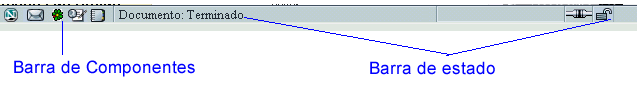 Documento: Terminado
Barra de Componentes
Barra de estado